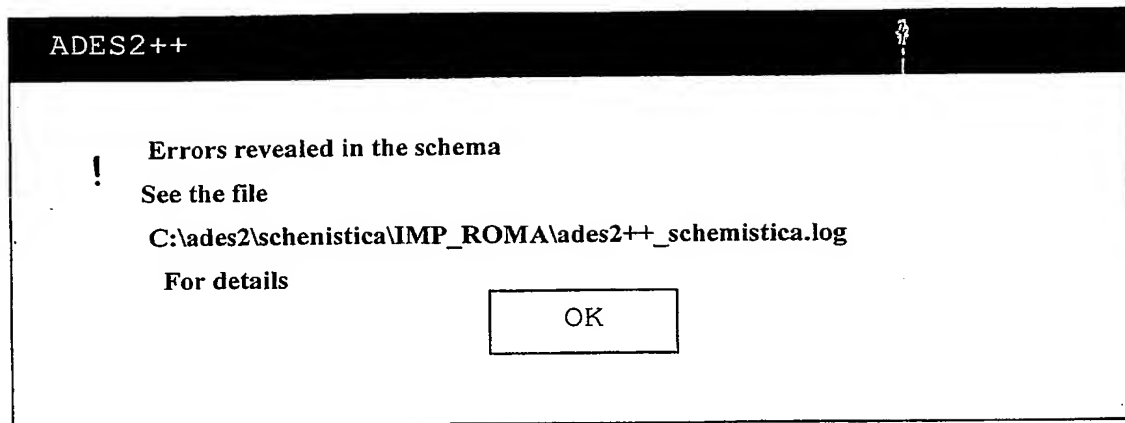 ADES2++
! Errors revealed in the schema
See the file
C:\ades2\schenistica\IMP_ROMA\ades2++_schemistica.log
For details
OK